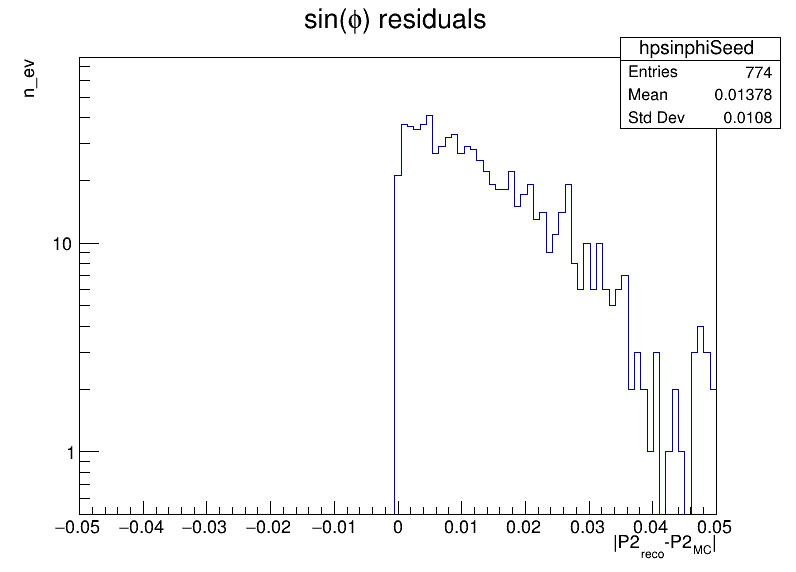 sin(ϕ) residuals
hpsinphiSeed
Entries 774
Mean 0.01378
Std Dev 0.0108
n_ev
10
1
−0.05 −0.04 −0.03 −0.02 −0.01 0 0.01 0.02 0.03 0.04 0.05
|P2reco-P2MC|